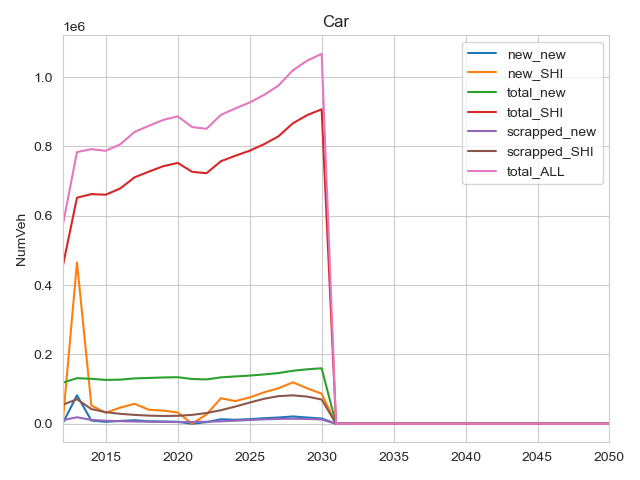 Car
1e6
NumVeh
1.0
0.8
0.6
0.4
0.2
0.0
2015
2020
2025
2030
2035
2040
2045
2050
new_new
new_SHI
total_new
total_SHI
scrapped_new
scrapped_SHI
total_ALL